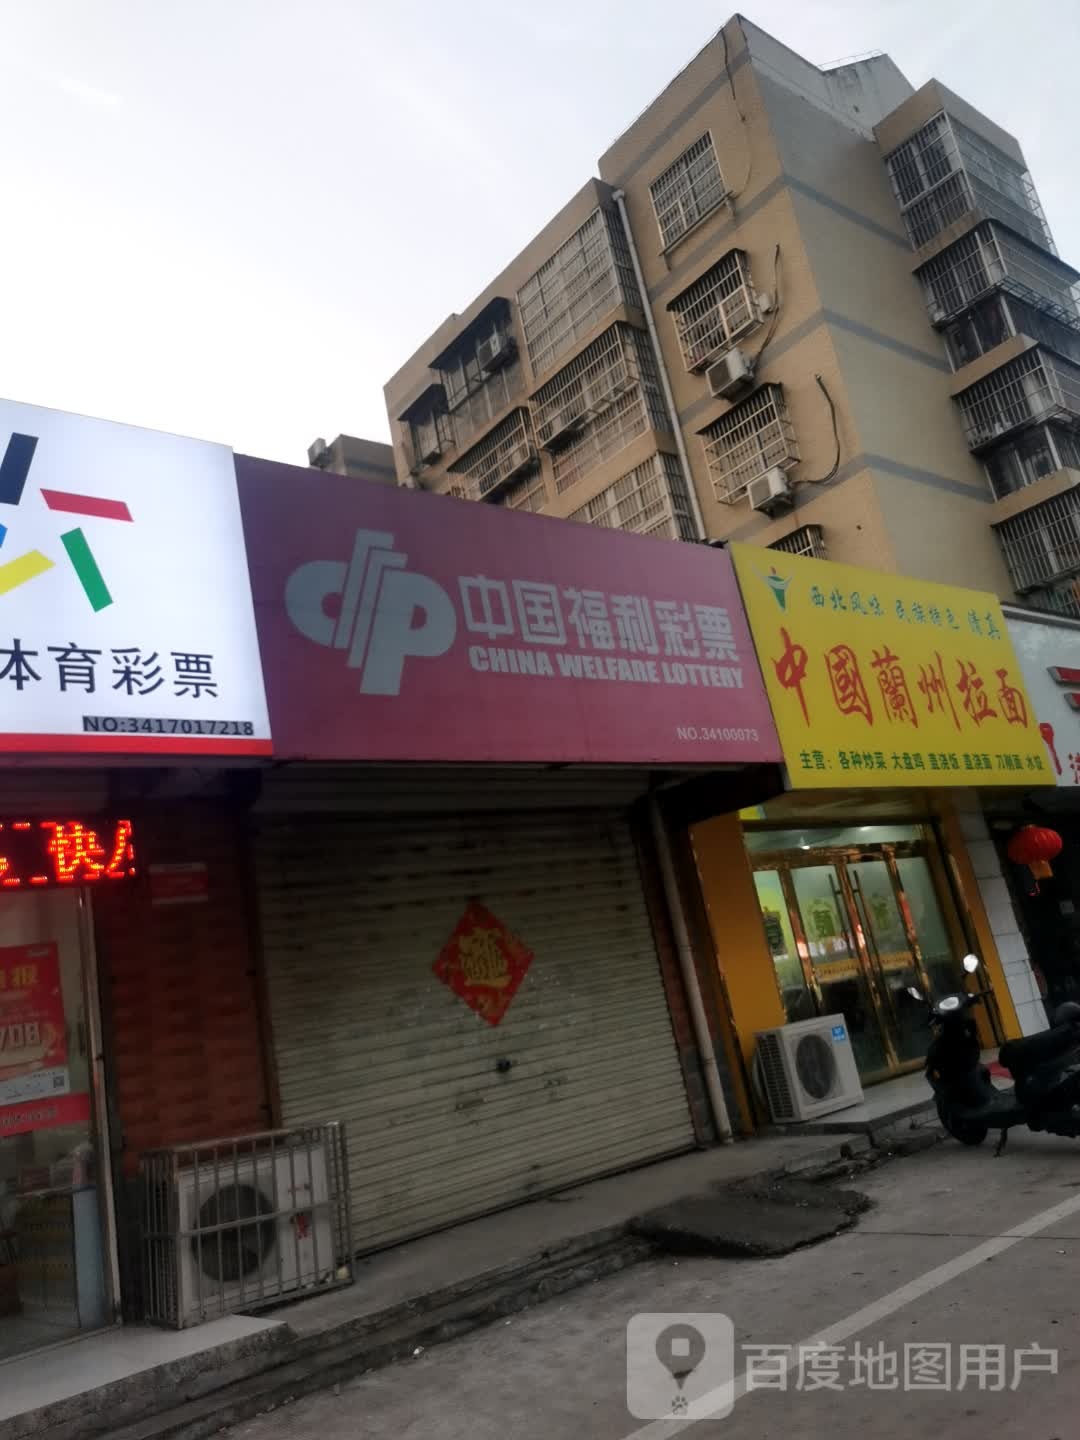 体育彩票
NO:3417017218
中国福利彩票
CHINA WELFARE LOTTERY
NO.34100073
西北风味 民族特色 清真
中國蘭州拉面
主营：各种炒菜 大盘鸡 盖浇饭 盖浇面 刀削面 水饺
快
报
708
百度地图用户